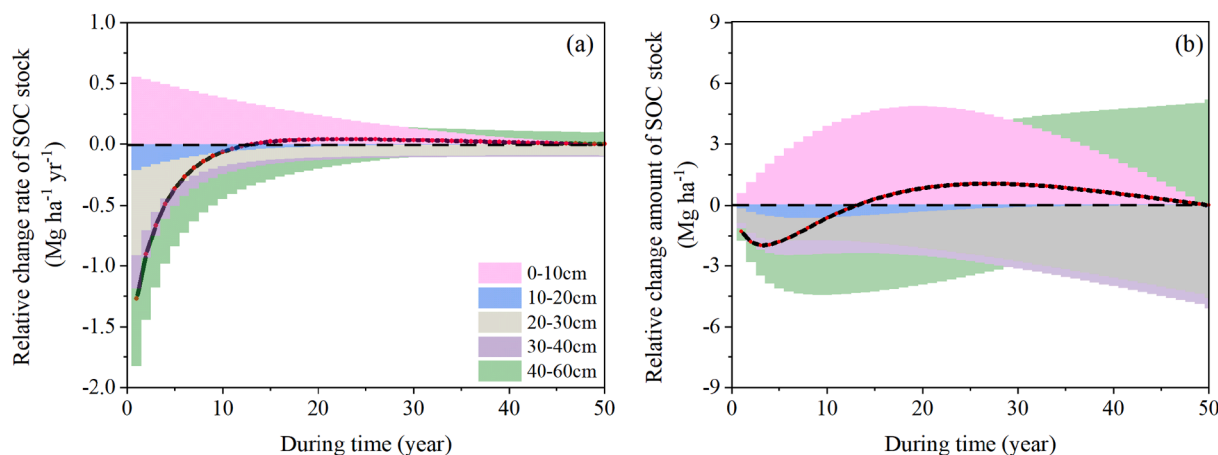 (a)
Relative change rate of SOC stock
(Mg ha⁻¹ yr⁻¹)
1.0
0.5
0.0
-0.5
-1.0
-1.5
-2.0
0-10cm
10-20cm
20-30cm
30-40cm
40-60cm
0 10 20 30 40 50
During time (year)
(b)
Relative change amount of SOC stock
(Mg ha⁻¹)
9
6
3
0
-3
-6
-9
0 10 20 30 40 50
During time (year)